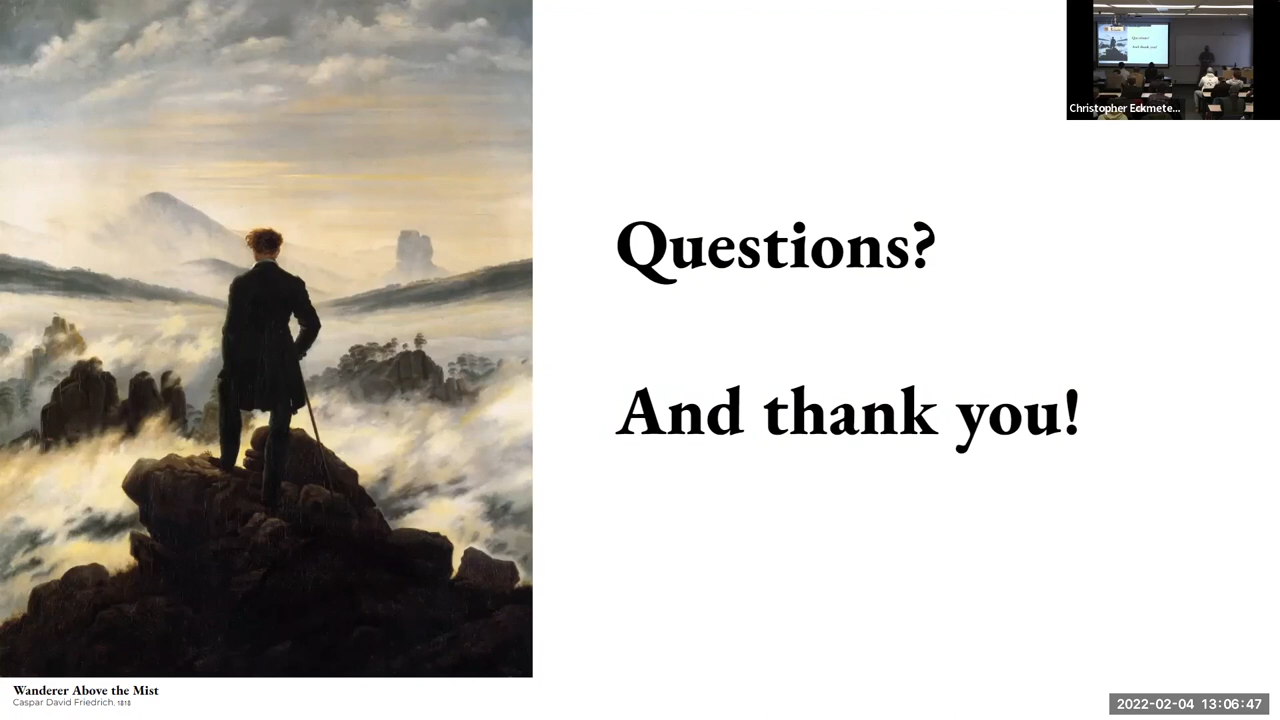 Christopher Eckmete...
Questions?
And thank you!
Wanderer Above the Mist
Caspar David Friedrich, 1818
2022-02-04 13:06:47